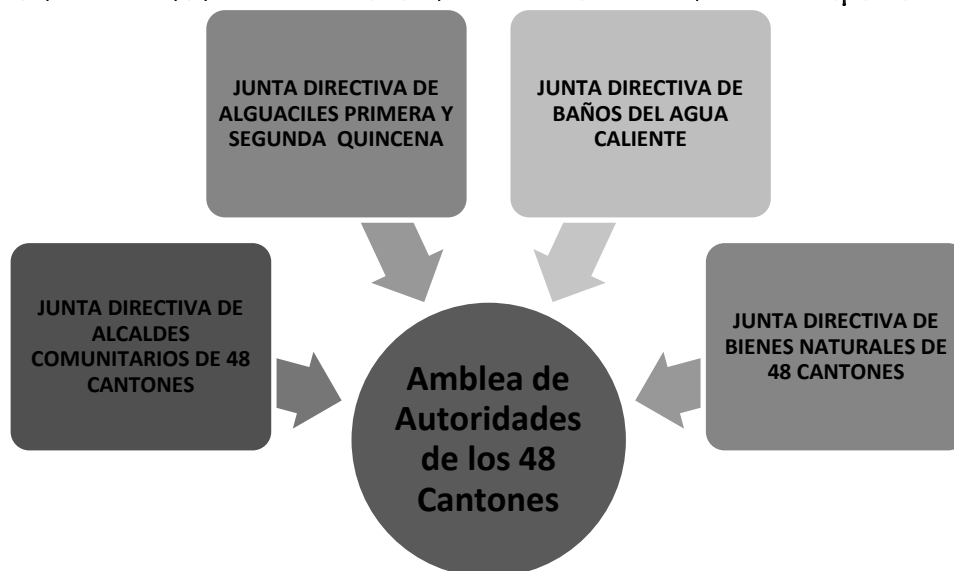 JUNTA DIRECTIVA DE
ALGUACILES PRIMERA Y
SEGUNDA QUINCENA
JUNTA DIRECTIVA DE
BAÑOS DEL AGUA
CALIENTE
JUNTA DIRECTIVA DE
ALCALDES
COMUNITARIOS DE 48
CANTONES
JUNTA DIRECTIVA DE
BIENES NATURALES DE
48 CANTONES
Amblea de
Autoridades
de los 48
Cantones